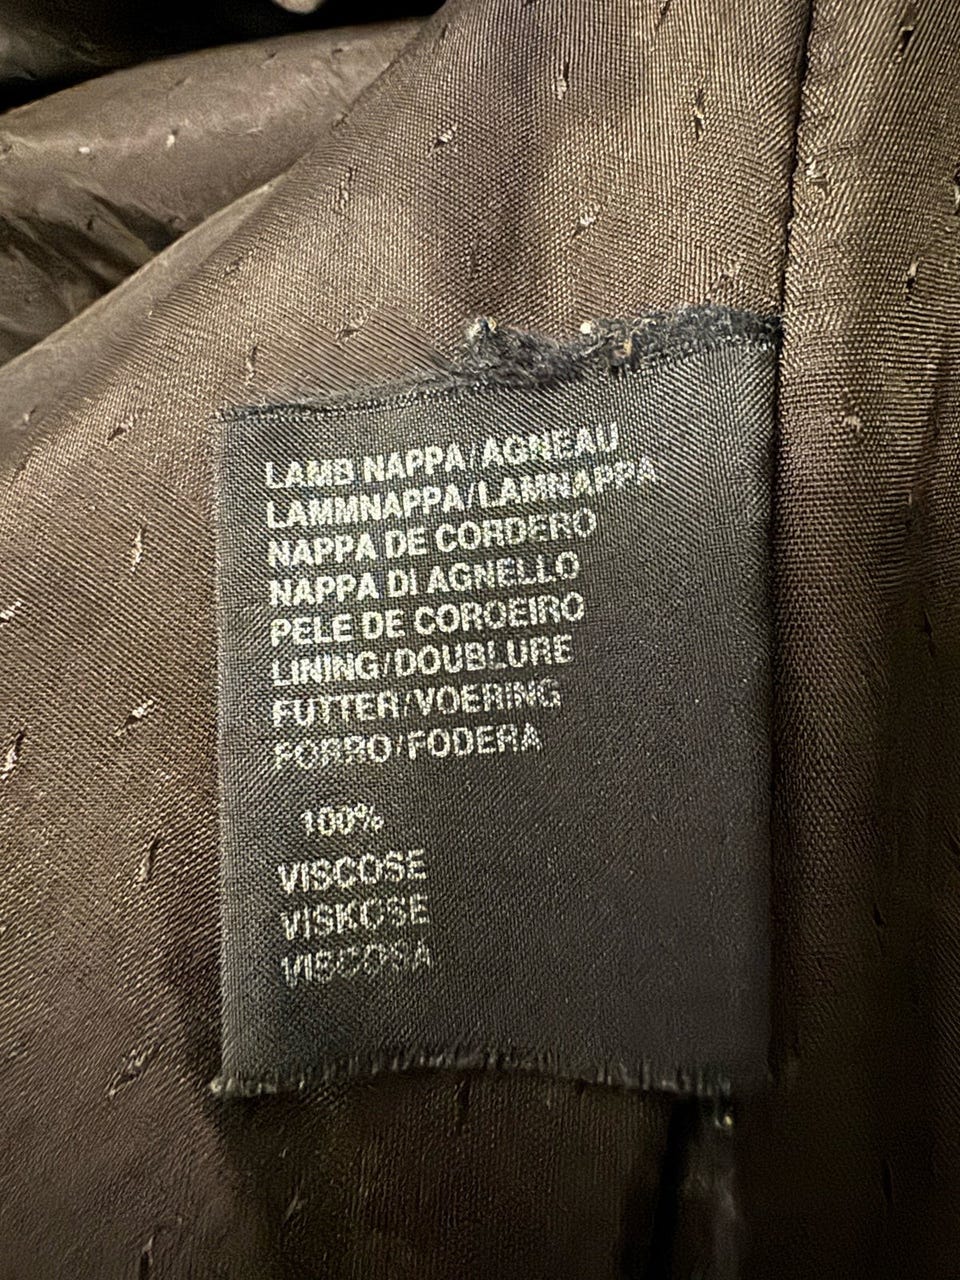 LAMB NAPPA/AGNEAU
LAMMNAPPA/LAMNAPPA
NAPPA DE CORDERO
NAPPA DI AGNELLO
PELE DE COROEIRO
LINING/DOUBLURE
FUTTER/VOERING
FORRO/FODERA
100%
VISCOSE
VISKOSE
VISCOSA